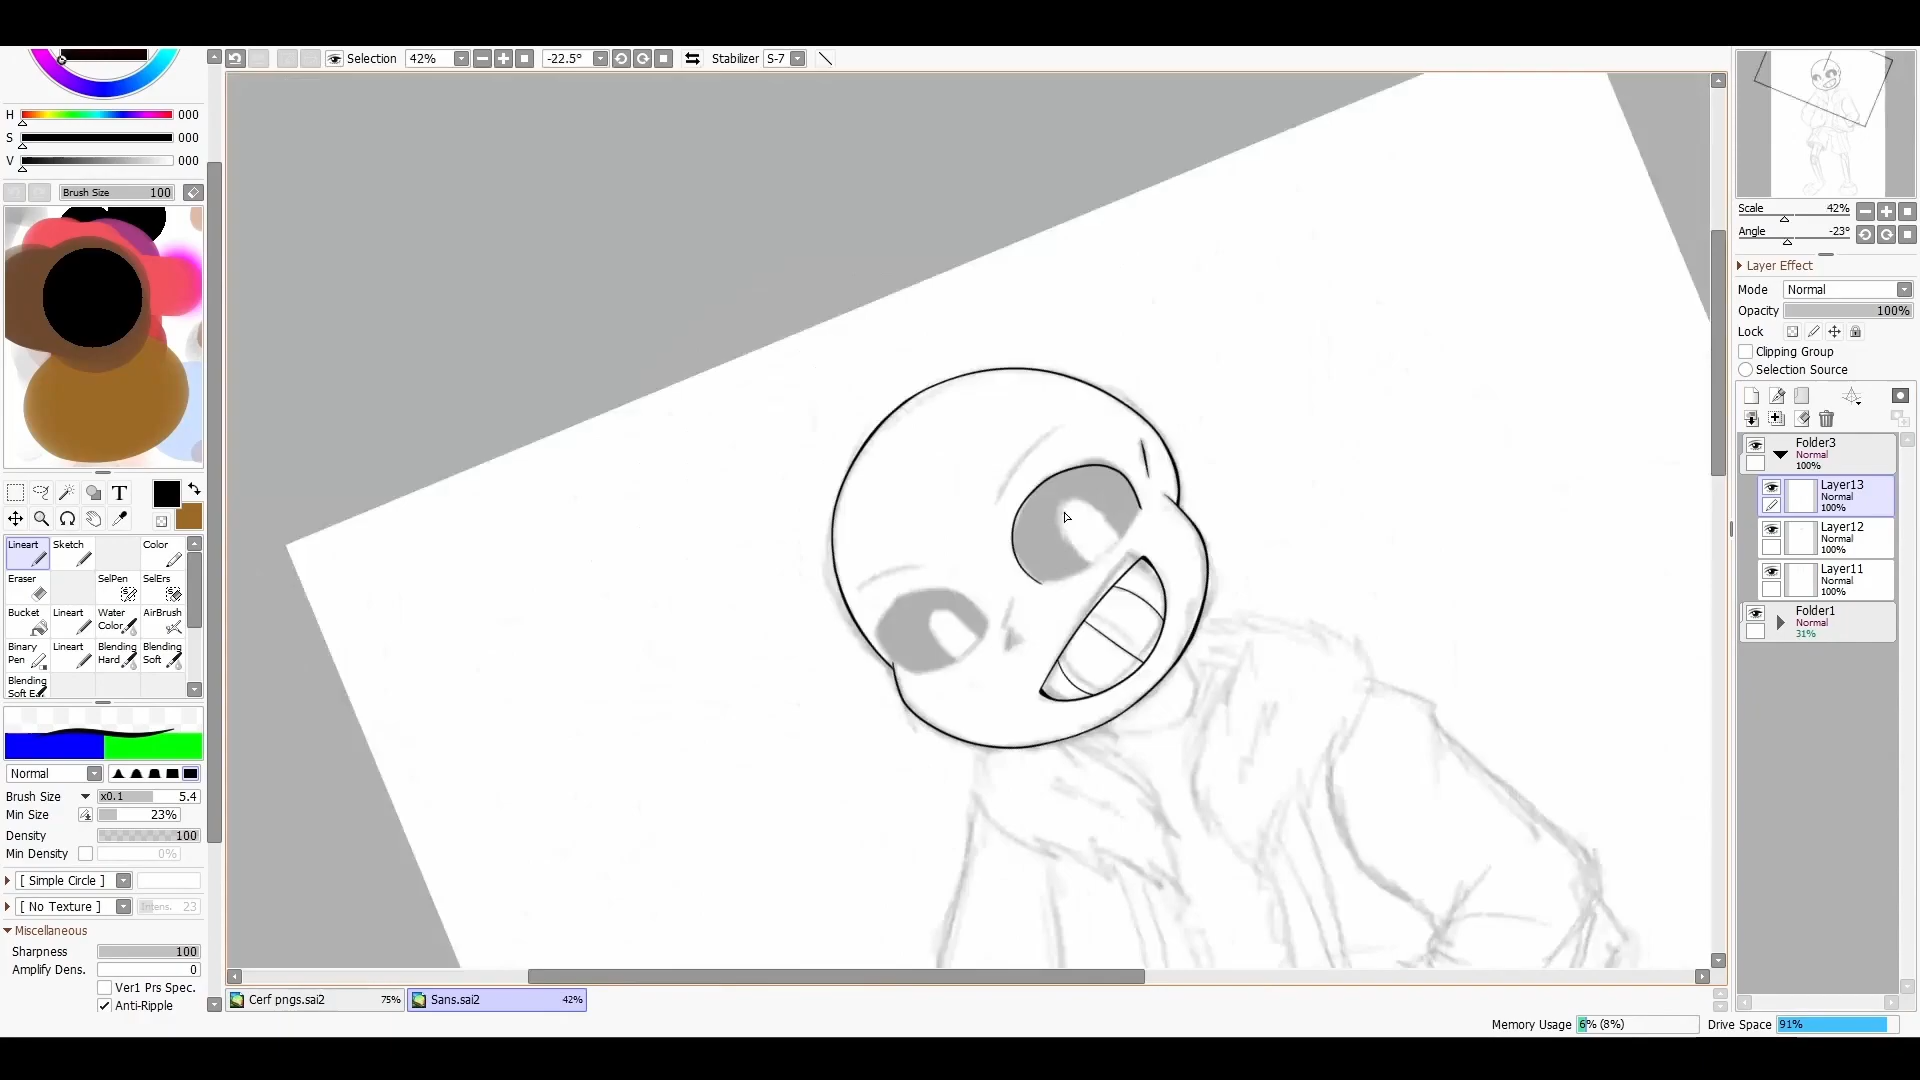 Selection 42% -22.5° Stabilizer S-7
H 000
S 000
V 000
Brush Size 100
T
Lineart Sketch Color
Eraser SelPen SelErs
Bucket Lineart Water Color AirBrush
Binary Pen Lineart Blending Hard Blending Soft
Blending Soft E...
Normal
Brush Size x0.1 5.4
Min Size 23%
Density 100
Min Density 0%
[ Simple Circle ]
[ No Texture ] Intens. 23
Miscellaneous
Sharpness 100
Amplify Dens. 0
Ver1 Prs Spec.
Anti-Ripple
Cerf pngs.sai2 75% Sans.sai2 42%
Scale 42%
Angle -23°
Layer Effect
Mode Normal
Opacity 100%
Lock
Clipping Group
Selection Source
Folder3
Normal
100%
Layer13
Normal
100%
Layer12
Normal
100%
Layer11
Normal
100%
Folder1
Normal
31%
Memory Usage 6% (8%) Drive Space 91%